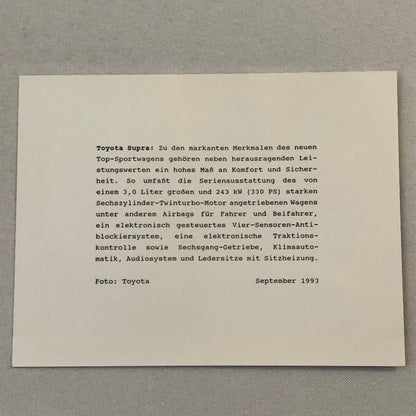 Toyota Supra: Zu den markanten Merkmalen des neuen
Top-Sportwagens gehören neben herausragenden Lei-
stungswerten ein hohes Maß an Komfort und Sicher-
heit. So umfaßt die Serienausstattung des von
einem 3,0 Liter großen und 243 kW (330 PS) starken
Sechszylinder-Twinturbo-Motor angetriebenen Wagens
unter anderem Airbags für Fahrer und Beifahrer,
ein elektronisch gesteuertes Vier-Sensoren-Anti-
blockiersystem, eine elektronische Traktions-
kontrolle sowie Sechsgang-Getriebe, Klimaauto-
matik, Audiosystem und Ledersitze mit Sitzheizung.
Foto: Toyota September 1993